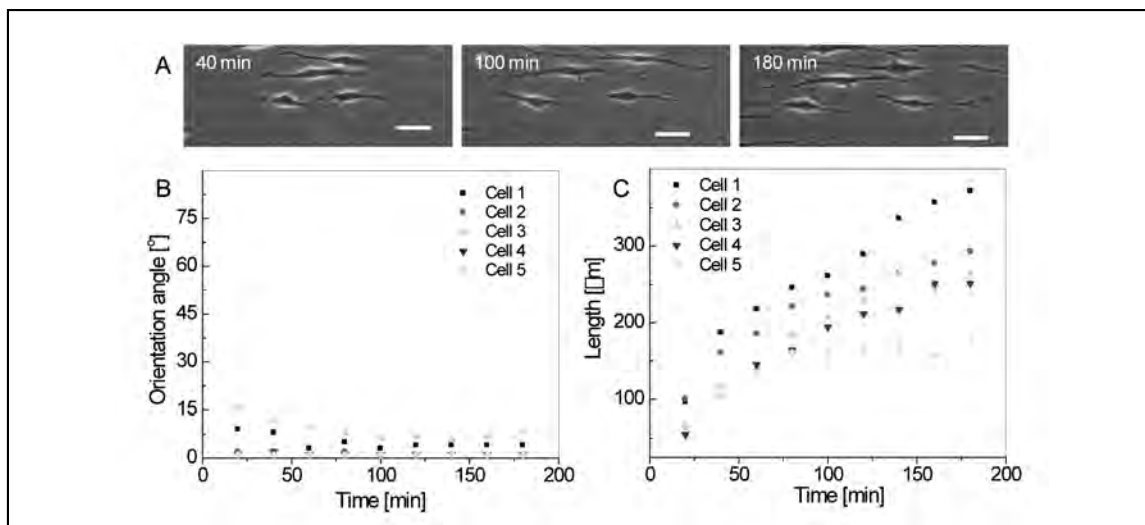 A
40 min
100 min
180 min
B
Orientation angle [°]
75
60
45
30
15
0
0
50
100
150
200
Time [min]
Cell 1
Cell 2
Cell 3
Cell 4
Cell 5
C
Length [□m]
300
200
100
0
50
100
150
200
Time [min]
Cell 1
Cell 2
Cell 3
Cell 4
Cell 5